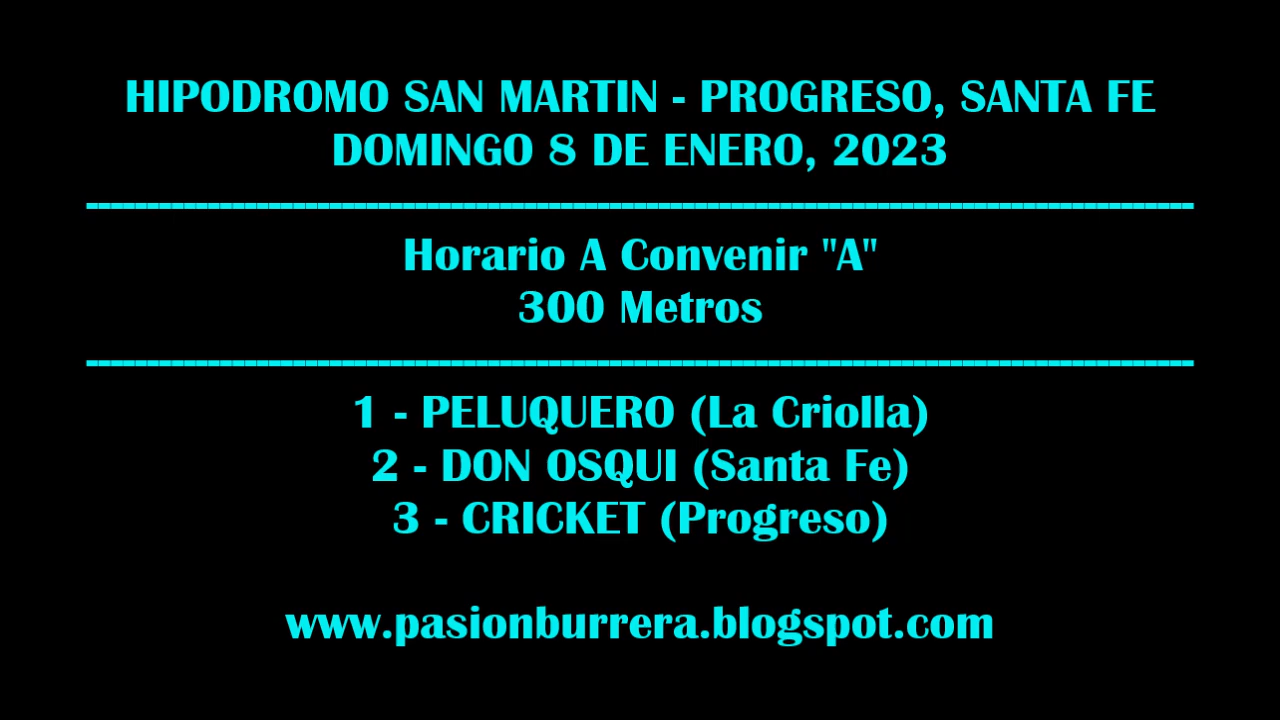 HIPODROMO SAN MARTIN - PROGRESO, SANTA FE
DOMINGO 8 DE ENERO, 2023
Horario A Convenir "A"
300 Metros
1 - PELUQUERO (La Criolla)
2 - DON OSQUI (Santa Fe)
3 - CRICKET (Progreso)
www.pasionburrera.blogspot.com